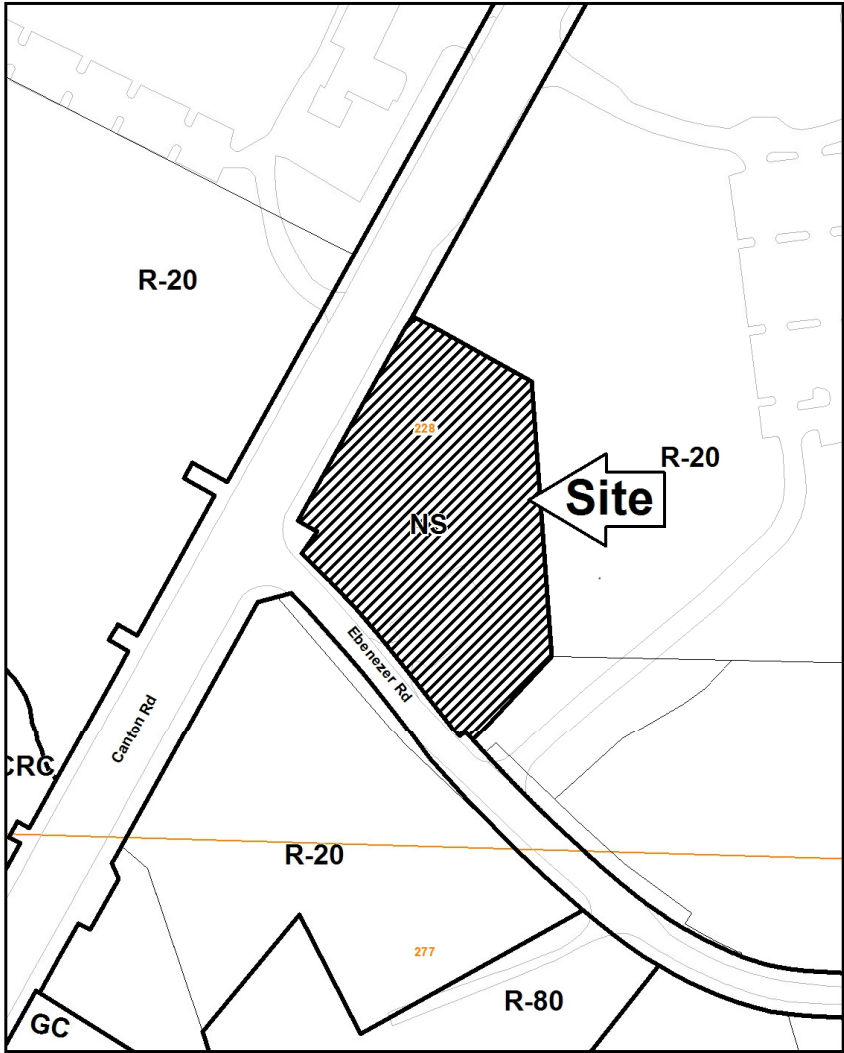 R-20
228
R-20
Site
NS
Ebenezer Rd
Canton Rd
CRC
R-20
277
R-80
GC